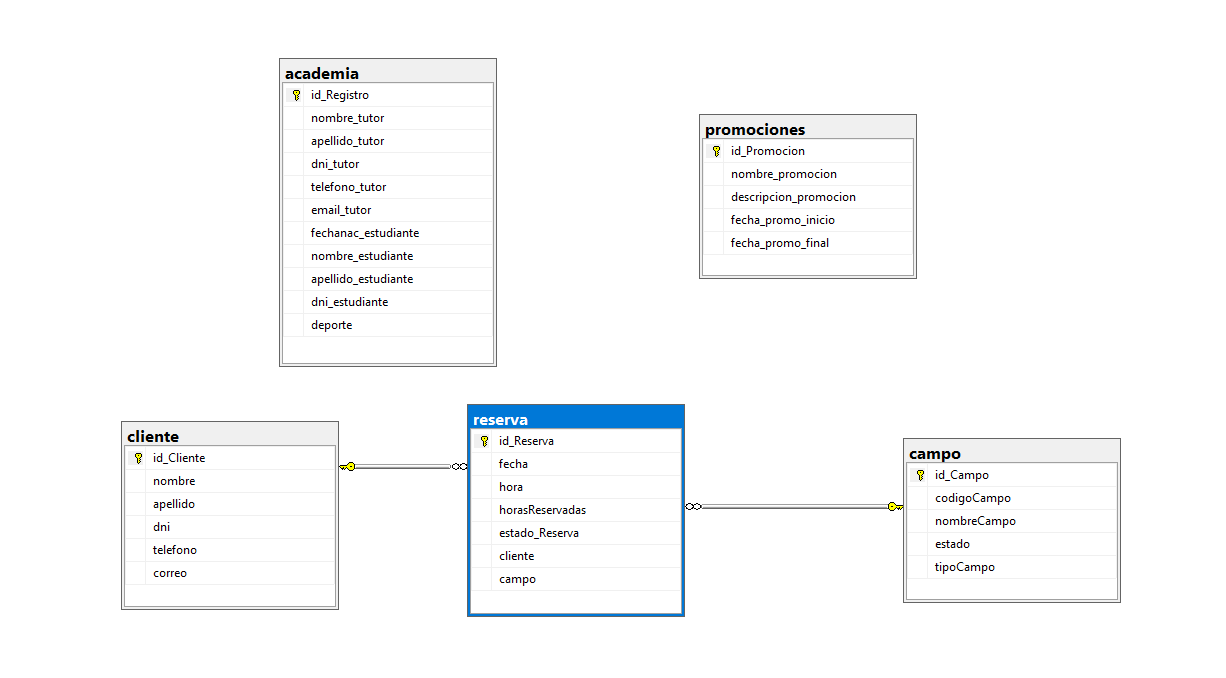 academia
id_Registro
nombre_tutor
apellido_tutor
dni_tutor
telefono_tutor
email_tutor
fechanac_estudiante
nombre_estudiante
apellido_estudiante
dni_estudiante
deporte
promociones
id_Promocion
nombre_promocion
descripcion_promocion
fecha_promo_inicio
fecha_promo_final
cliente
id_Cliente
nombre
apellido
dni
telefono
correo
reserva
id_Reserva
fecha
hora
horasReservadas
estado_Reserva
cliente
campo
campo
id_Campo
codigoCampo
nombreCampo
estado
tipoCampo